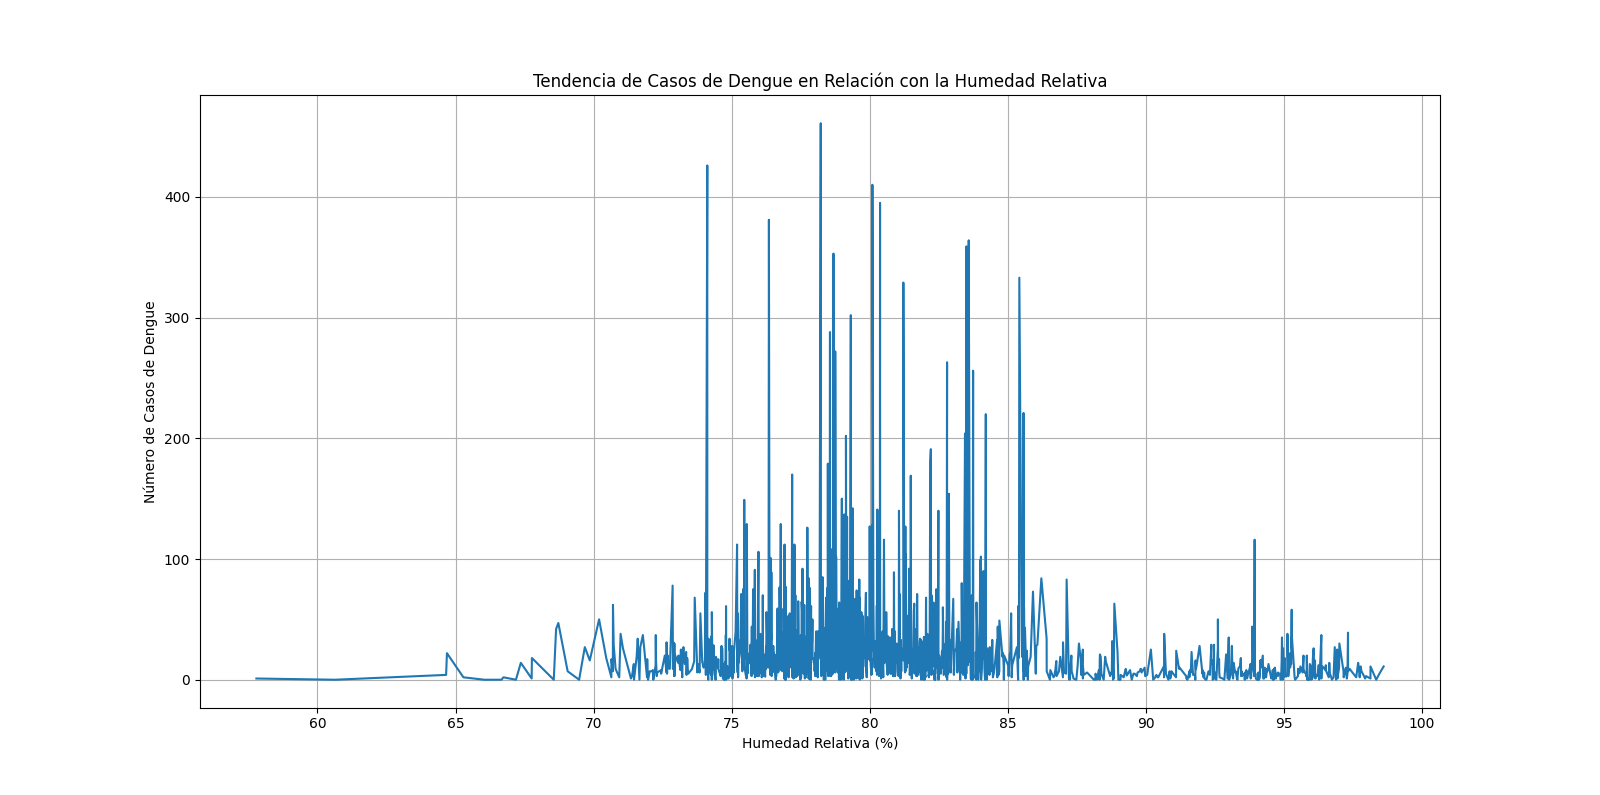 Tendencia de Casos de Dengue en Relación con la Humedad Relativa
Número de Casos de Dengue
400
300
200
100
0
60 65 70 75 80 85 90 95 100
Humedad Relativa (%)